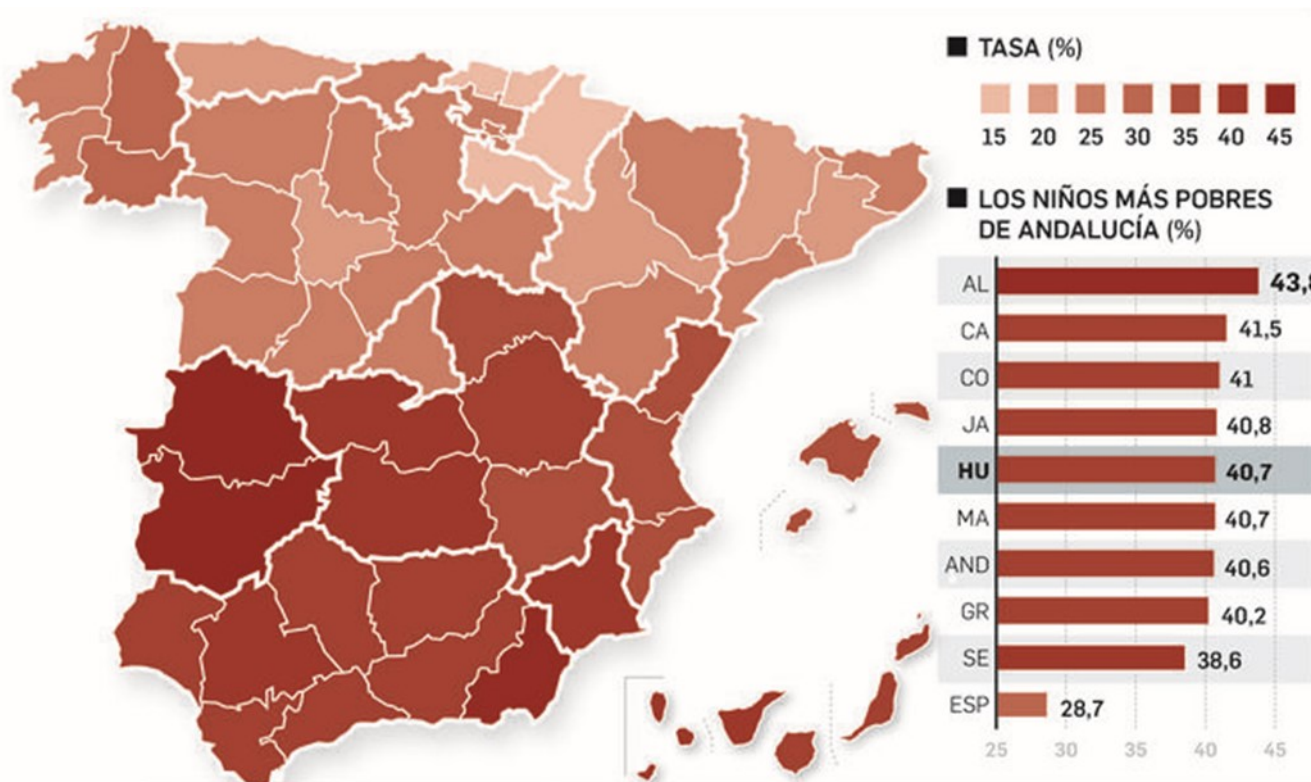 TASA (%)
15 20 25 30 35 40 45
LOS NIÑOS MÁS POBRES
DE ANDALUCÍA (%)
AL 43,8
CA 41,5
CO 41
JA 40,8
HU 40,7
MA 40,7
AND 40,6
GR 40,2
SE 38,6
ESP 28,7
25 30 35 40 45